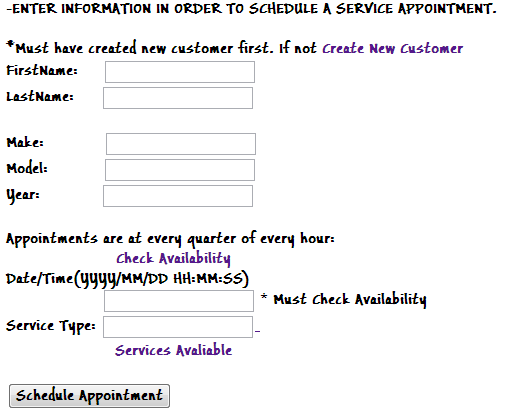 -ENTER INFORMATION IN ORDER TO SCHEDULE A SERVICE APPOINTMENT.
*Must have created new customer first. If not Create New Customer
FirstName:
LastName:
Make:
Model:
Year:
Appointments are at every quarter of every hour:
Check Availability
Date/Time(YYYY/MM/DD HH:MM:SS)
* Must Check Availability
Service Type: _
Services Avaliable
Schedule Appointment